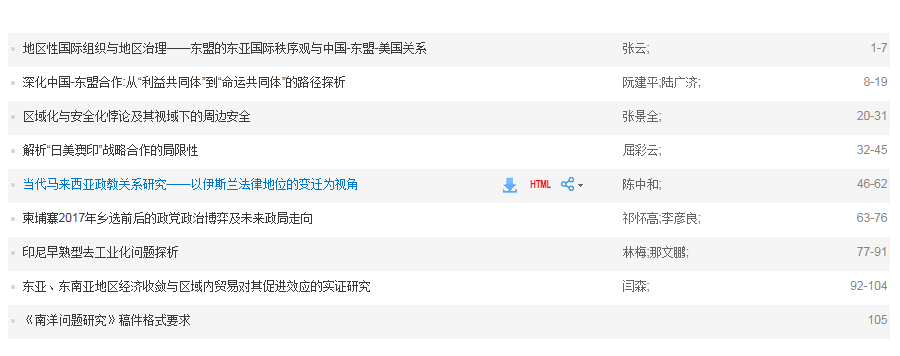 地区性国际组织与地区治理——东盟的东亚国际秩序观与中国-东盟-美国关系 张云; 1-7
深化中国-东盟合作:从“利益共同体”到“命运共同体”的路径探析 阮建平;陆广济; 8-19
区域化与安全化悖论及其视域下的周边安全 张景全; 20-31
解析“日美澳印”战略合作的局限性 屈彩云; 32-45
当代马来西亚政教关系研究——以伊斯兰法律地位的变迁为视角 HTML 陈中和; 46-62
柬埔寨2017年乡选前后的政党政治博弈及未来政局走向 祁怀高;李彦良; 63-76
印尼早熟型去工业化问题探析 林梅;那文鹏; 77-91
东亚、东南亚地区经济收敛与区域内贸易对其促进效应的实证研究 闫森; 92-104
《南洋问题研究》稿件格式要求 105